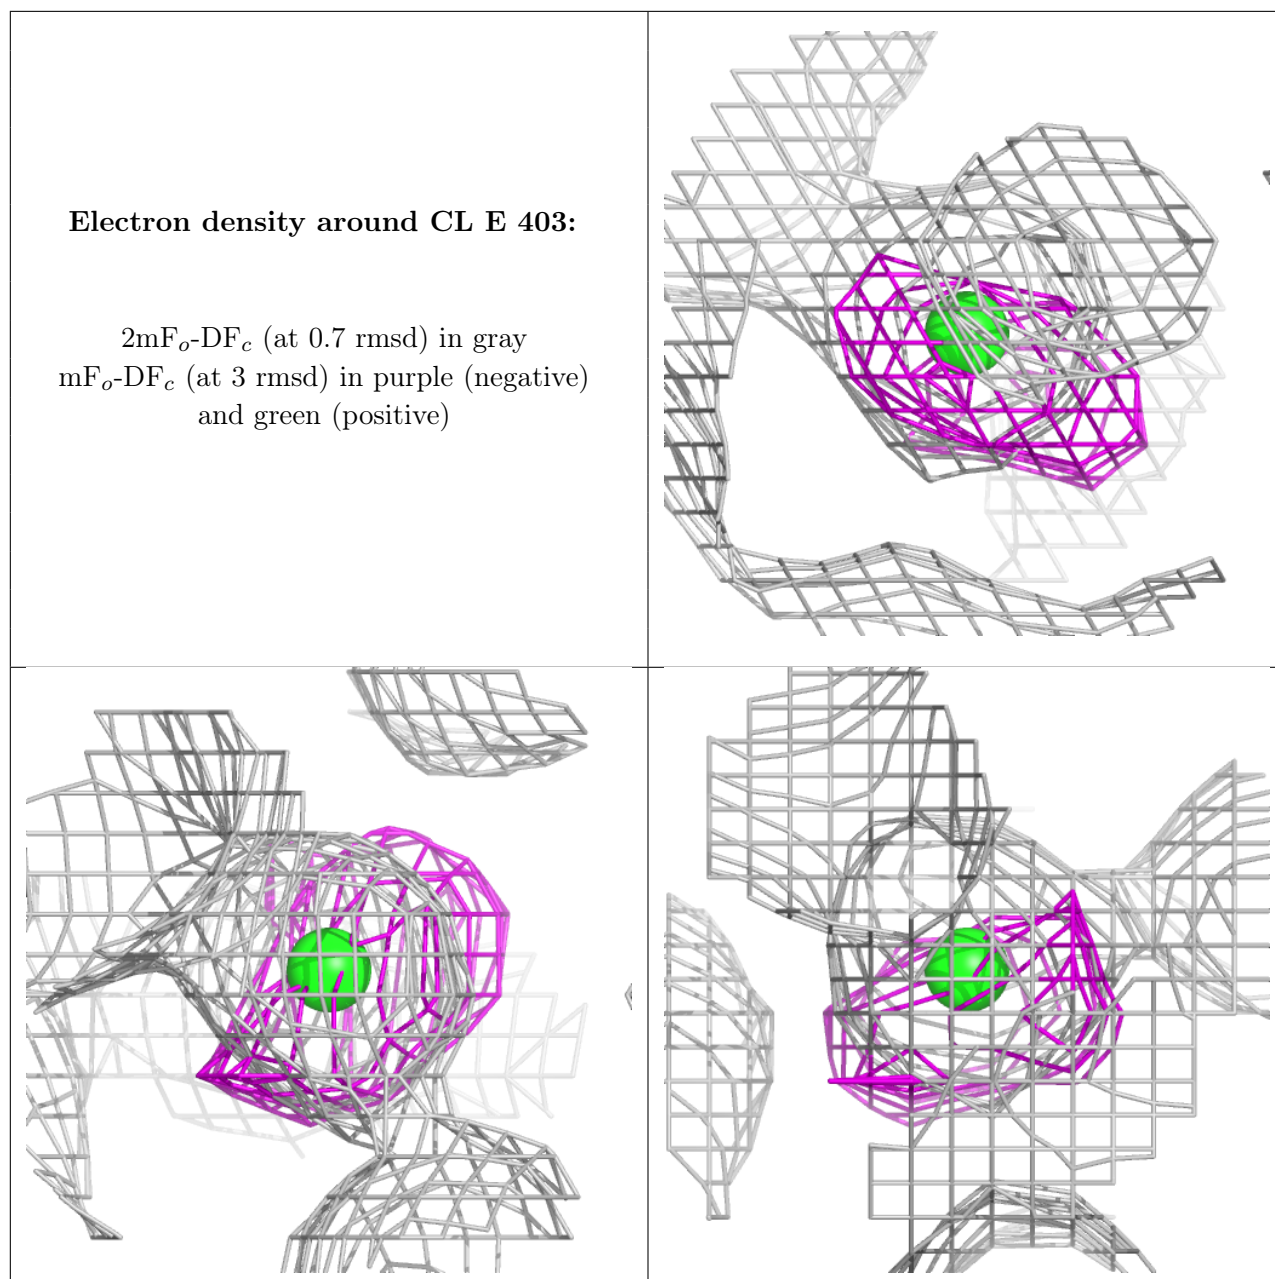 Electron density around CL E 403:
2mFo-DFc (at 0.7 rmsd) in gray
mFo-DFc (at 3 rmsd) in purple (negative)
and green (positive)